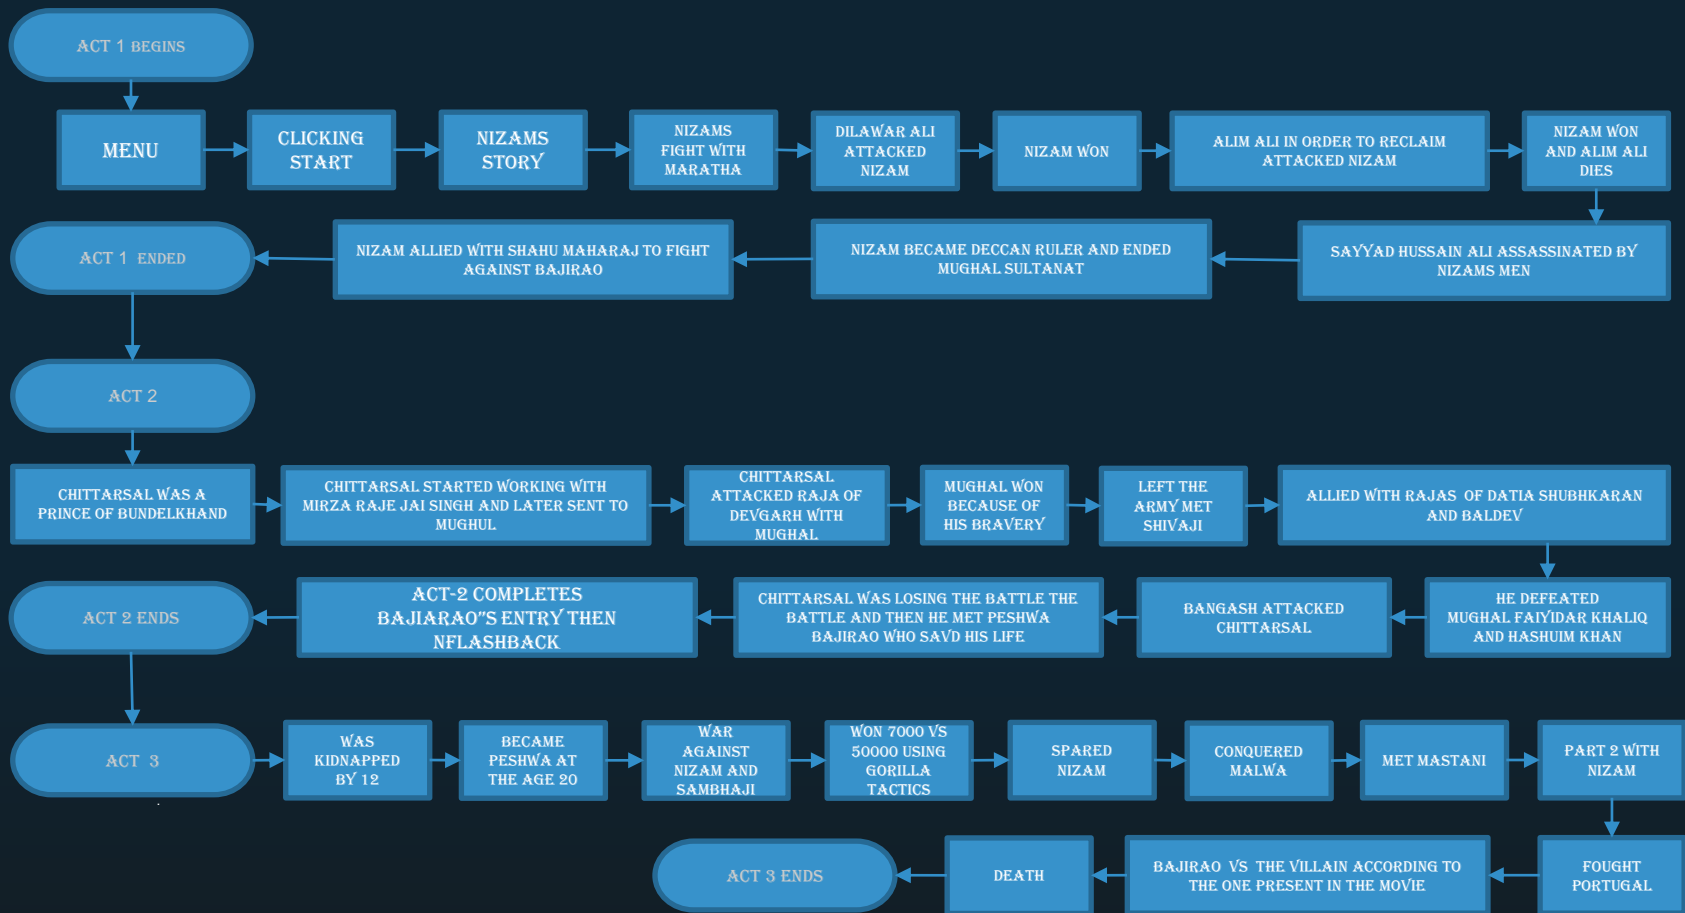 ACT 1 BEGINS
MENU
CLICKING
START
NIZAMS
STORY
NIZAMS
FIGHT WITH
MARATHA
DILAWAR ALI
ATTACKED
NIZAM
NIZAM WON
ALIM ALI IN ORDER TO RECLAIM
ATTACKED NIZAM
NIZAM WON
AND ALIM ALI
DIES
SAYYAD HUSSAIN ALI ASSASSINATED BY
NIZAMS MEN
NIZAM BECAME DECCAN RULER AND ENDED
MUGHAL SULTANAT
NIZAM ALLIED WITH SHAHU MAHARAJ TO FIGHT
AGAINST BAJIRAO
ACT 1 ENDED
ACT 2
CHITTARSAL WAS A
PRINCE OF BUNDELKHAND
CHITTARSAL STARTED WORKING WITH
MIRZA RAJE JAI SINGH AND LATER SENT TO
MUGHUL
CHITTARSAL
ATTACKED RAJA OF
DEVGARH WITH
MUGHAL
MUGHAL WON
BECAUSE OF
HIS BRAVERY
LEFT THE
ARMY MET
SHIVAJI
ALLIED WITH RAJAS OF DATIA SHUBHKARAN
AND BALDEV
HE DEFEATED
MUGHAL FAIYIDAR KHALIQ
AND HASHUIM KHAN
BANGASH ATTACKED
CHITTARSAL
CHITTARSAL WAS LOSING THE BATTLE THE
BATTLE AND THEN HE MET PESHWA
BAJIRAO WHO SAVD HIS LIFE
ACT-2 COMPLETES
BAJIARAO"S ENTRY THEN
NFLASHBACK
ACT 2 ENDS
ACT 3
WAS
KIDNAPPED
BY 12
BECAME
PESHWA AT
THE AGE 20
WAR
AGAINST
NIZAM AND
SAMBHAJI
WON 7000 VS
50000 USING
GORILLA
TACTICS
SPARED
NIZAM
CONQUERED
MALWA
MET MASTANI
PART 2 WITH
NIZAM
FOUGHT
PORTUGAL
BAJIRAO VS THE VILLAIN ACCORDING TO
THE ONE PRESENT IN THE MOVIE
DEATH
ACT 3 ENDS